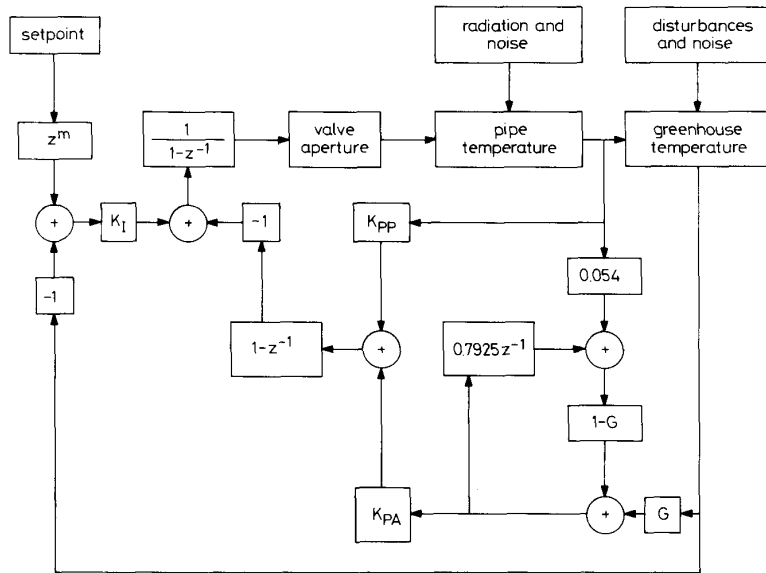 radiation and
noise
disturbances
and noise
setpoint
z^m
1
1-z⁻¹
valve
aperture
pipe
temperature
greenhouse
temperature
+
K_I
+
-1
K_PP
-1
0.054
1-z⁻¹
+
0.7925z⁻¹
+
1-G
K_PA
+
G